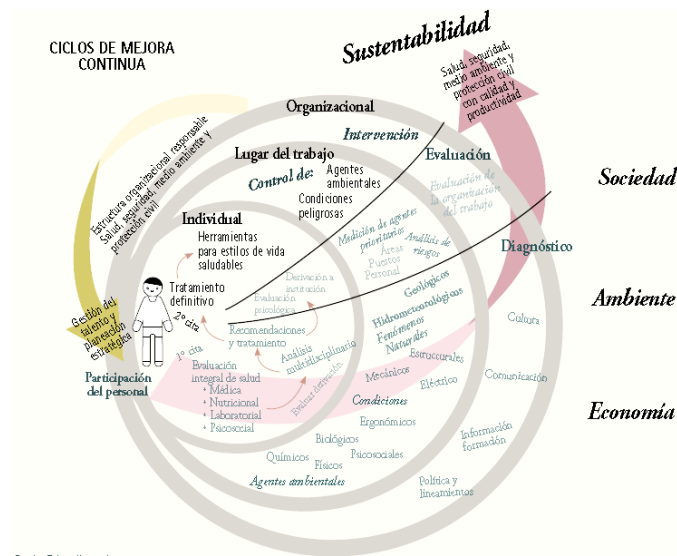 CICLOS DE MEJORA
CONTINUA
Sustentabilidad
Salud, seguridad,
medio ambiente y
protección civil
con calidad y
productividad
Organizacional
Intervención
Estructura organizacional responsable
Salud, seguridad, medio ambiente y
protección civil
Lugar del trabajo
Control de:
Agentes
ambientales
Condiciones
peligrosas
Evaluación
Evaluación de
la organización
del trabajo
Sociedad
Individual
Herramientas
para estilos de vida
saludables
Medición de agentes
prioritarios
Análisis de
riesgos
Áreas
Puestos
Personal
Diagnóstico
Tratamiento
definitivo
2º cita
Derivación a
institución
Evaluación
psicológica
Geológicos
Hidrometeorológicos
Fenómenos
Naturales
Ambiente
Gestión del
talento y
planeación
estratégica
Recomendaciones
y tratamiento
Cultura
1º cita
Análisis
multidisciplinario
Estructurales
Participación
del personal
Evaluación
integral de salud
• Médica
• Nutricional
• Laboratorial
• Psicosocial
Evaluar derivación
Mecánicos
Eléctrico
Comunicación
Condiciones
Economía
Ergonómicos
Biológicos
Psicosociales
Químicos
Físicos
Información
formación
Agentes ambientales
Política y
lineamientos